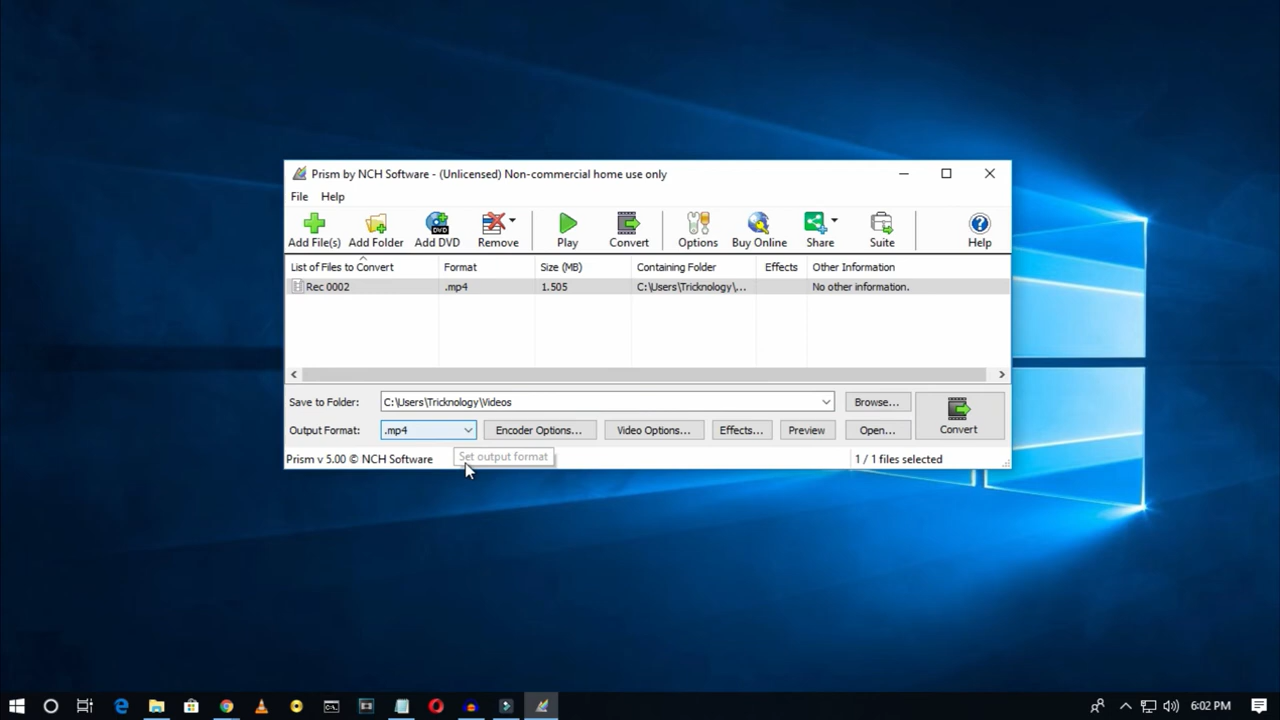 Prism by NCH Software - (Unlicensed) Non-commercial home use only
File Help
Add File(s) Add Folder Add DVD Remove Play Convert Options Buy Online Share Suite Help
DVD
List of Files to Convert Format Size (MB) Containing Folder Effects Other Information
Rec 0002 .mp4 1.505 C:\Users\Tricknology\... No other information.
Save to Folder: C:\Users\Tricknology\Videos Browse...
Convert
Output Format: .mp4 Encoder Options... Video Options... Effects... Preview Open...
Set output format
Prism v 5.00 © NCH Software 1 / 1 files selected
6:02 PM